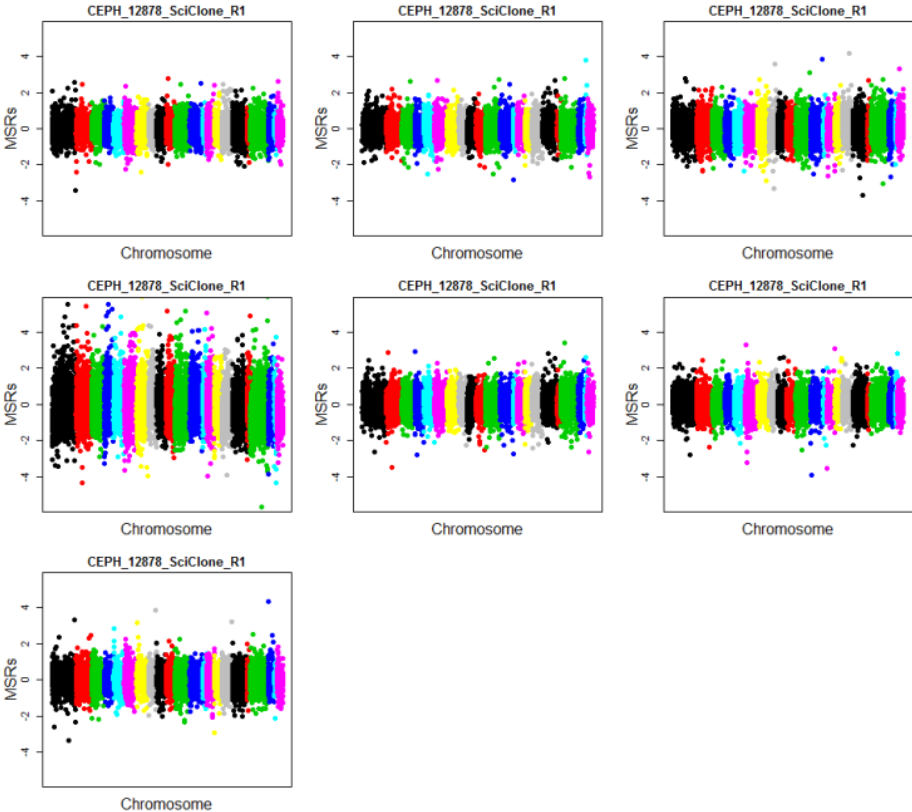 CEPH_12878_SciClone_R1 CEPH_12878_SciClone_R1 CEPH_12878_SciClone_R1
MSRs 4 2 0 -2 -4 MSRs 4 2 0 -2 -4 MSRs 4 2 0 -2 -4
Chromosome Chromosome Chromosome
CEPH_12878_SciClone_R1 CEPH_12878_SciClone_R1 CEPH_12878_SciClone_R1
MSRs 4 2 0 -2 -4 MSRs 4 2 0 -2 -4 MSRs 4 2 0 -2 -4
Chromosome Chromosome Chromosome
CEPH_12878_SciClone_R1
MSRs 4 2 0 -2 -4
Chromosome